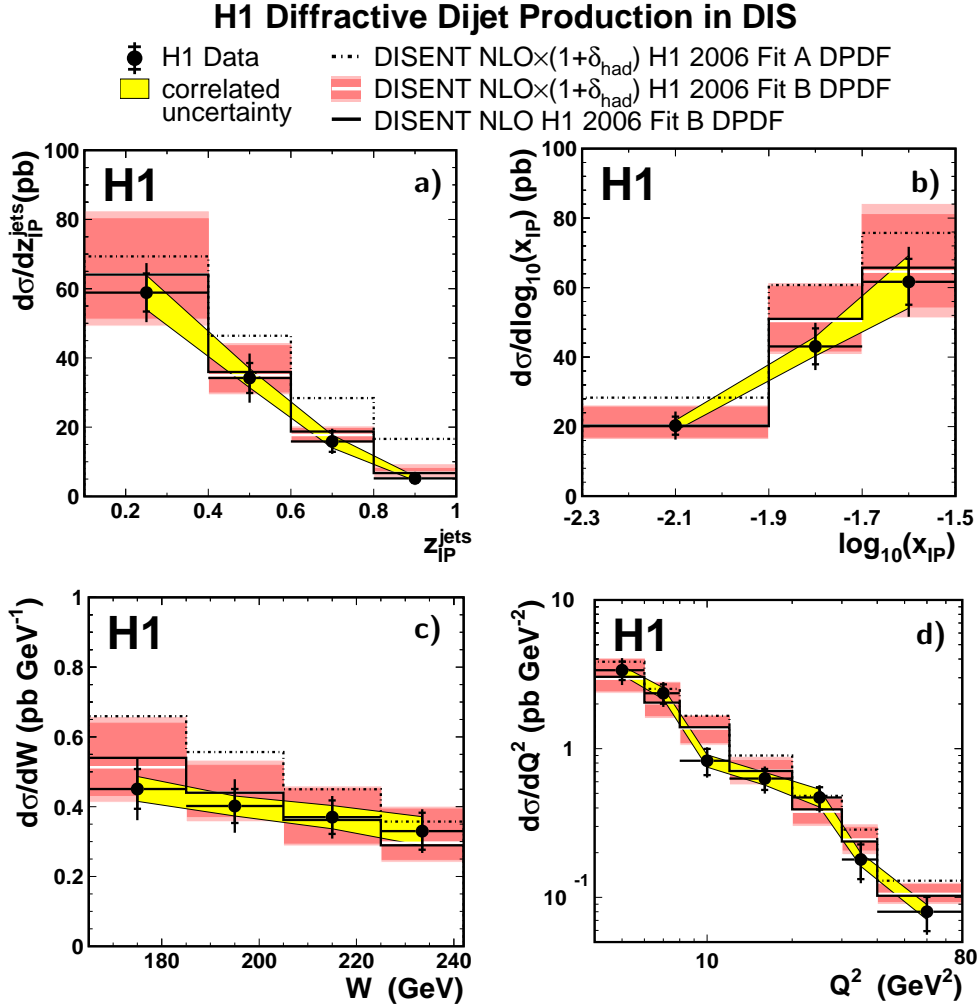 H1 Diffractive Dijet Production in DIS
H1 Data
correlated
uncertainty
DISENT NLO×(1+δhad) H1 2006 Fit A DPDF
DISENT NLO×(1+δhad) H1 2006 Fit B DPDF
DISENT NLO H1 2006 Fit B DPDF
H1
a)
dσ/dz_IP^jets(pb)
100
80
60
40
20
0
0.2 0.4 0.6 0.8 1
z_IP^jets
H1
b)
dσ/dlog10(xIP) (pb)
100
80
60
40
20
0
-2.3 -2.1 -1.9 -1.7 -1.5
log10(xIP)
H1
c)
dσ/dW (pb GeV⁻¹)
1
0.8
0.6
0.4
0.2
0
180 200 220 240
W (GeV)
H1
d)
dσ/dQ² (pb GeV⁻²)
10
1
10⁻¹
10 80
Q² (GeV²)